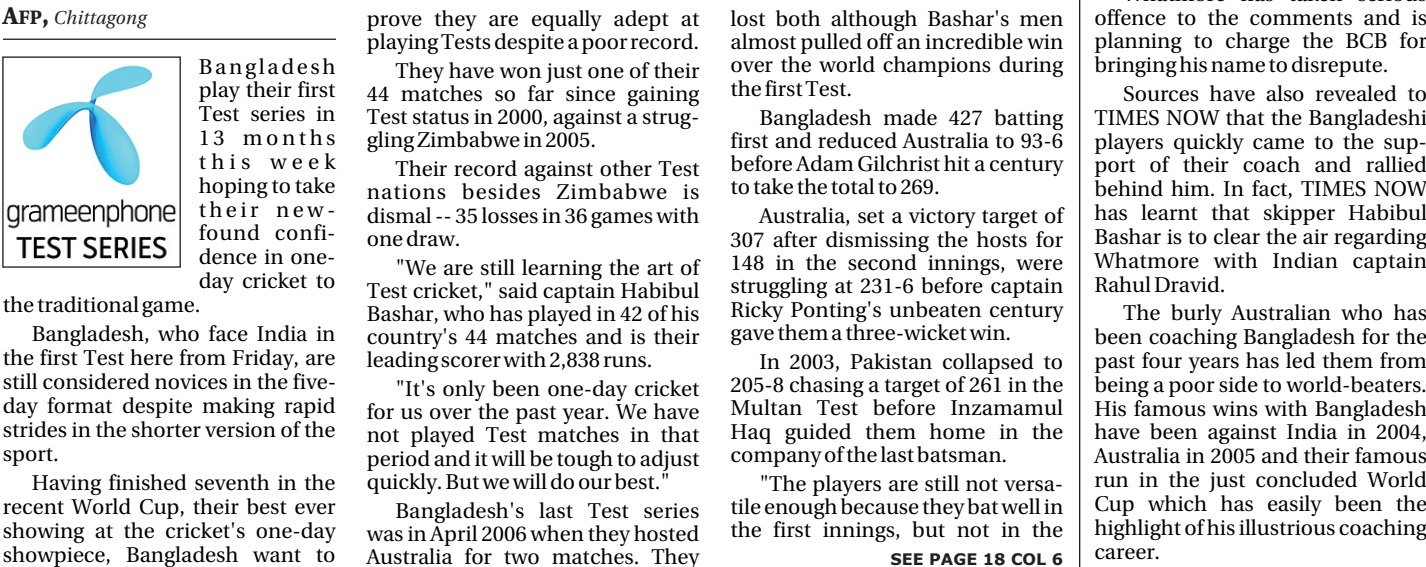 AFP, Chittagong
grameenphone
TEST SERIES
Bangladesh
play their first
Test series in
13 months
this week
hoping to take
their new-
found confi-
dence in one-
day cricket to
the traditional game.
Bangladesh, who face India in
the first Test here from Friday, are
still considered novices in the five-
day format despite making rapid
strides in the shorter version of the
sport.
Having finished seventh in the
recent World Cup, their best ever
showing at the cricket's one-day
showpiece, Bangladesh want to
prove they are equally adept at
playing Tests despite a poor record.
They have won just one of their
44 matches so far since gaining
Test status in 2000, against a strug-
gling Zimbabwe in 2005.
Their record against other Test
nations besides Zimbabwe is
dismal -- 35 losses in 36 games with
one draw.
"We are still learning the art of
Test cricket," said captain Habibul
Bashar, who has played in 42 of his
country's 44 matches and is their
leading scorer with 2,838 runs.
"It's only been one-day cricket
for us over the past year. We have
not played Test matches in that
period and it will be tough to adjust
quickly. But we will do our best."
Bangladesh's last Test series
was in April 2006 when they hosted
Australia for two matches. They
lost both although Bashar's men
almost pulled off an incredible win
over the world champions during
the first Test.
Bangladesh made 427 batting
first and reduced Australia to 93-6
before Adam Gilchrist hit a century
to take the total to 269.
Australia, set a victory target of
307 after dismissing the hosts for
148 in the second innings, were
struggling at 231-6 before captain
Ricky Ponting's unbeaten century
gave them a three-wicket win.
In 2003, Pakistan collapsed to
205-8 chasing a target of 261 in the
Multan Test before Inzamamul
Haq guided them home in the
company of the last batsman.
"The players are still not versa-
tile enough because they bat well in
the first innings, but not in the
SEE PAGE 18 COL 6
Whatmore has taken serious
offence to the comments and is
planning to charge the BCB for
bringing his name to disrepute.
Sources have also revealed to
TIMES NOW that the Bangladeshi
players quickly came to the sup-
port of their coach and rallied
behind him. In fact, TIMES NOW
has learnt that skipper Habibul
Bashar is to clear the air regarding
Whatmore with Indian captain
Rahul Dravid.
The burly Australian who has
been coaching Bangladesh for the
past four years has led them from
being a poor side to world-beaters.
His famous wins with Bangladesh
have been against India in 2004,
Australia in 2005 and their famous
run in the just concluded World
Cup which has easily been the
highlight of his illustrious coaching
career.